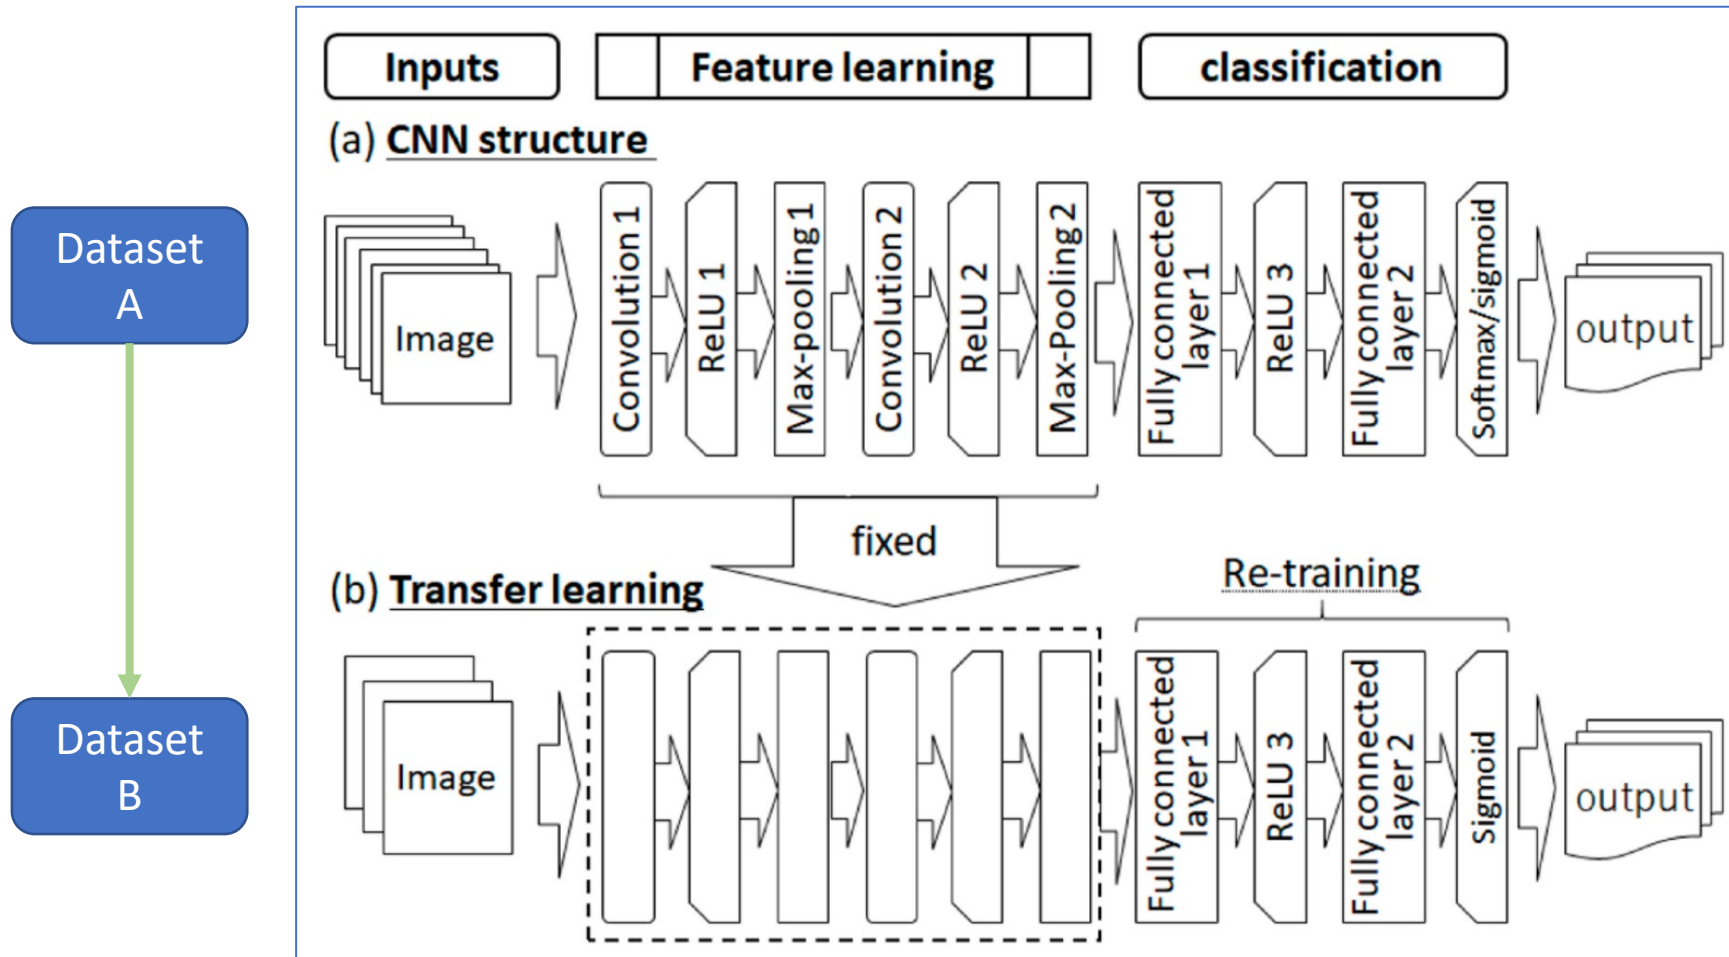 Inputs
Feature learning
classification
(a) CNN structure
Dataset
A
Image
Convolution 1
ReLU 1
Max-pooling 1
Convolution 2
ReLU 2
Max-Pooling 2
Fully connected
layer 1
ReLU 3
Fully connected
layer 2
Softmax/sigmoid
output
fixed
Re-training
(b) Transfer learning
Dataset
B
Image
Fully connected
layer 1
ReLU 3
Fully connected
layer 2
Sigmoid
output